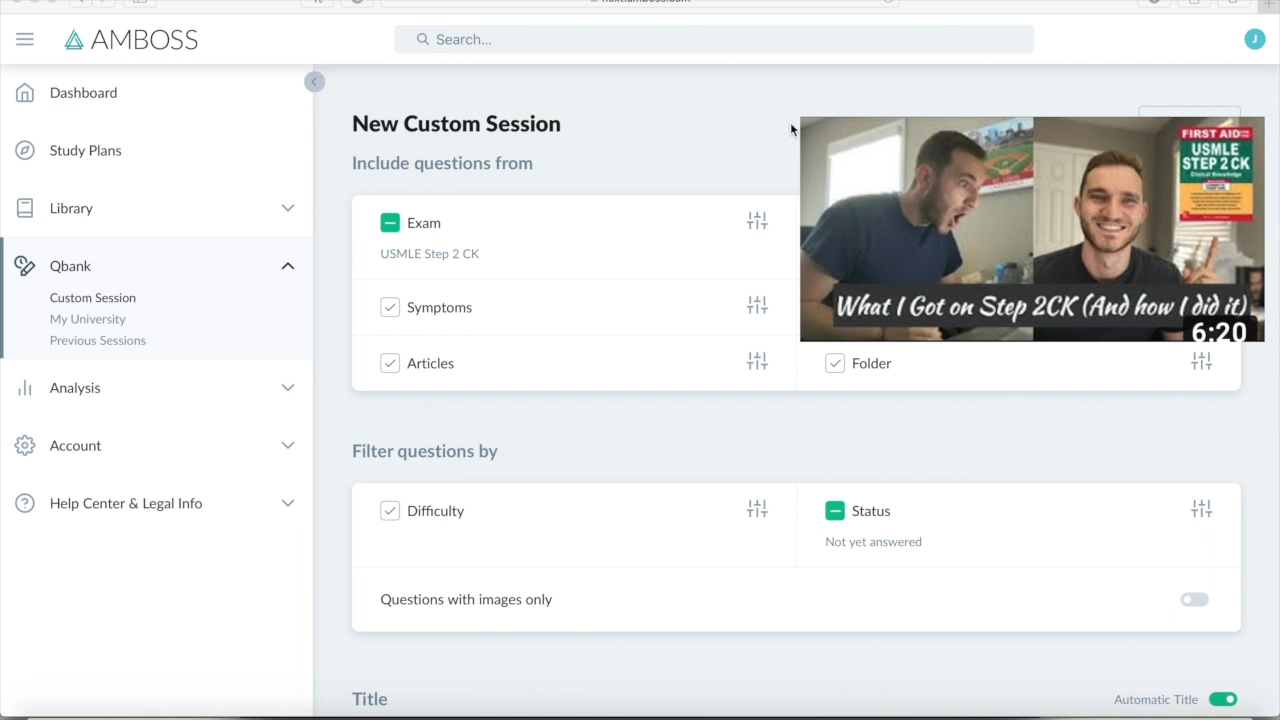 AMBOSS
Search...
J
Dashboard
Study Plans
Library
Qbank
Custom Session
My University
Previous Sessions
Analysis
Account
Help Center & Legal Info
New Custom Session
Include questions from
Exam
USMLE Step 2 CK
Symptoms
Articles
Folder
FIRST AID
USMLE
STEP 2 CK
Clinical Knowledge
What I Got on Step 2CK (And how I did it)
6:20
Filter questions by
Difficulty
Status
Not yet answered
Questions with images only
Title
Automatic Title